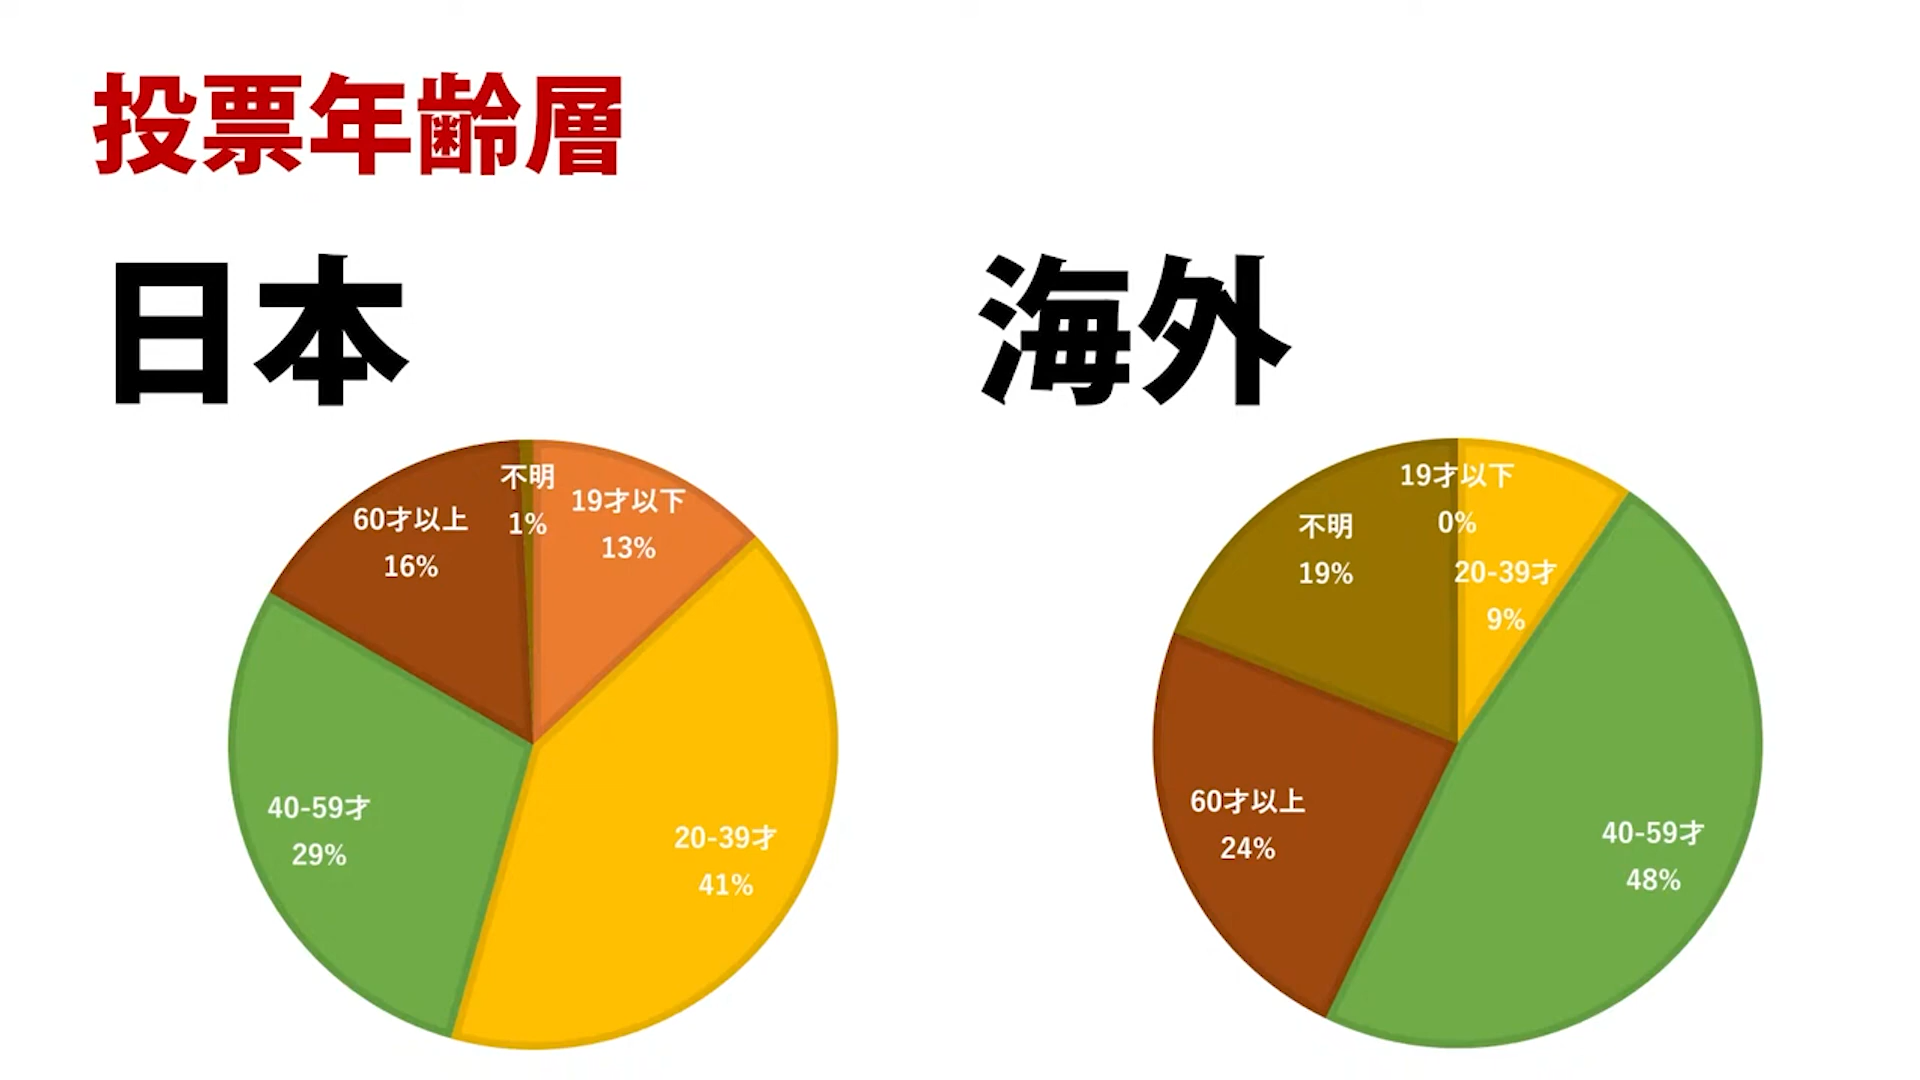 投票年齢層
日本
海外
不明
1%
19才以下
13%
60才以上
16%
40-59才
29%
20-39才
41%
19才以下
0%
不明
19%
20-39才
9%
60才以上
24%
40-59才
48%